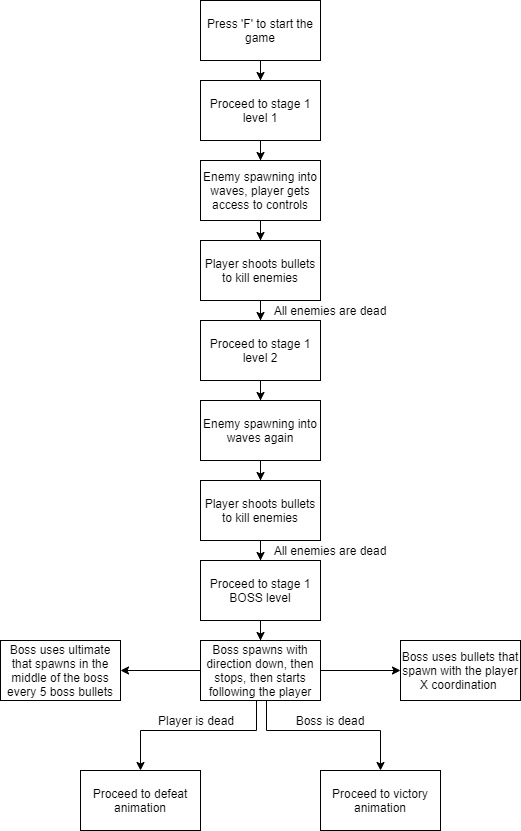 Press 'F' to start the
game
Proceed to stage 1
level 1
Enemy spawning into
waves, player gets
access to controls
Player shoots bullets
to kill enemies
All enemies are dead
Proceed to stage 1
level 2
Enemy spawning into
waves again
Player shoots bullets
to kill enemies
All enemies are dead
Proceed to stage 1
BOSS level
Boss uses ultimate
that spawns in the
middle of the boss
every 5 boss bullets
Boss spawns with
direction down, then
stops, then starts
following the player
Boss uses bullets that
spawn with the player
X coordination
Player is dead
Boss is dead
Proceed to defeat
animation
Proceed to victory
animation